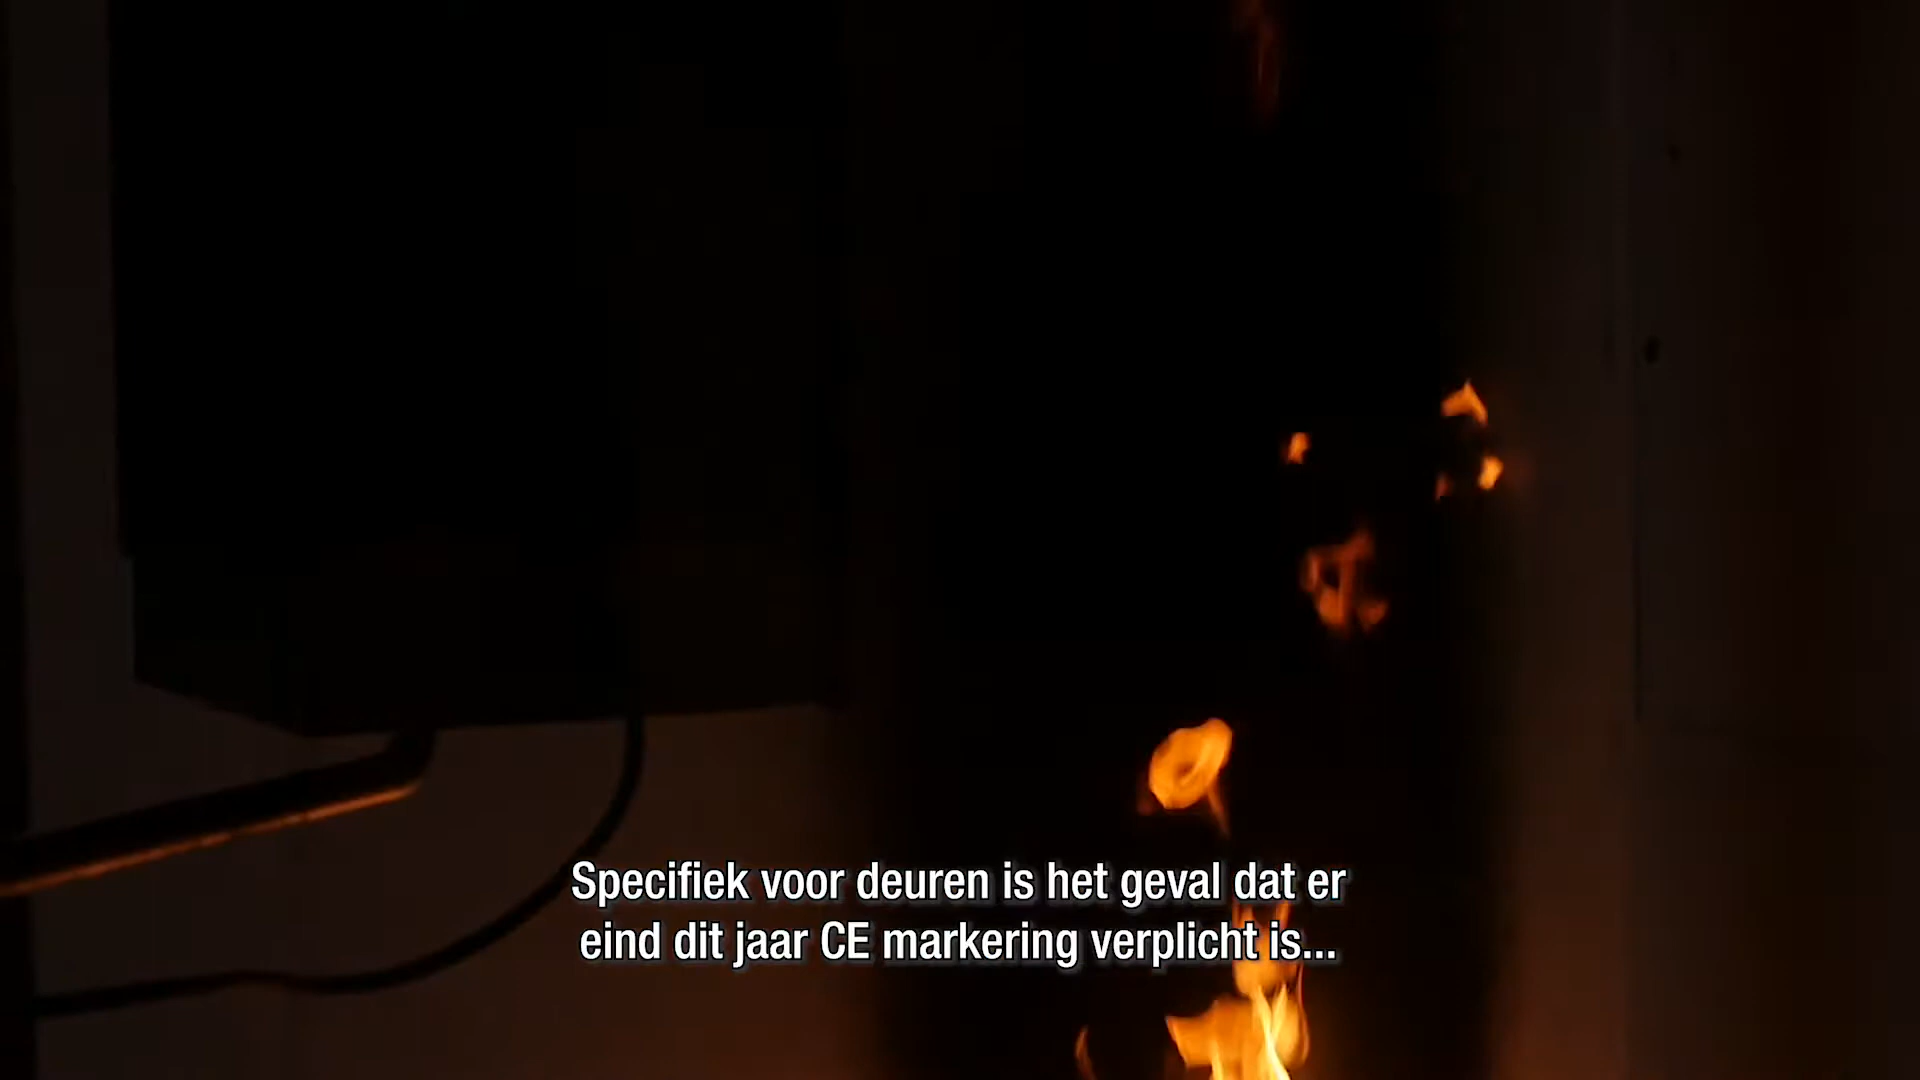 Specifiek voor deuren is het geval dat er
eind dit jaar CE markering verplicht is...